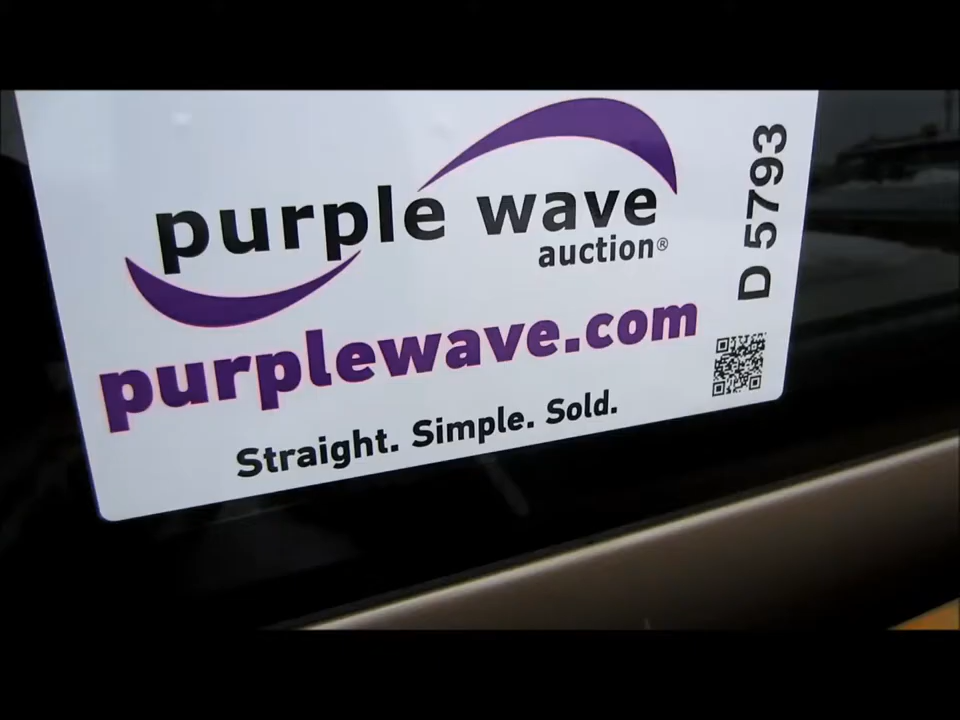 purple wave
auction®
purplewave.com
Straight. Simple. Sold.
D 5793